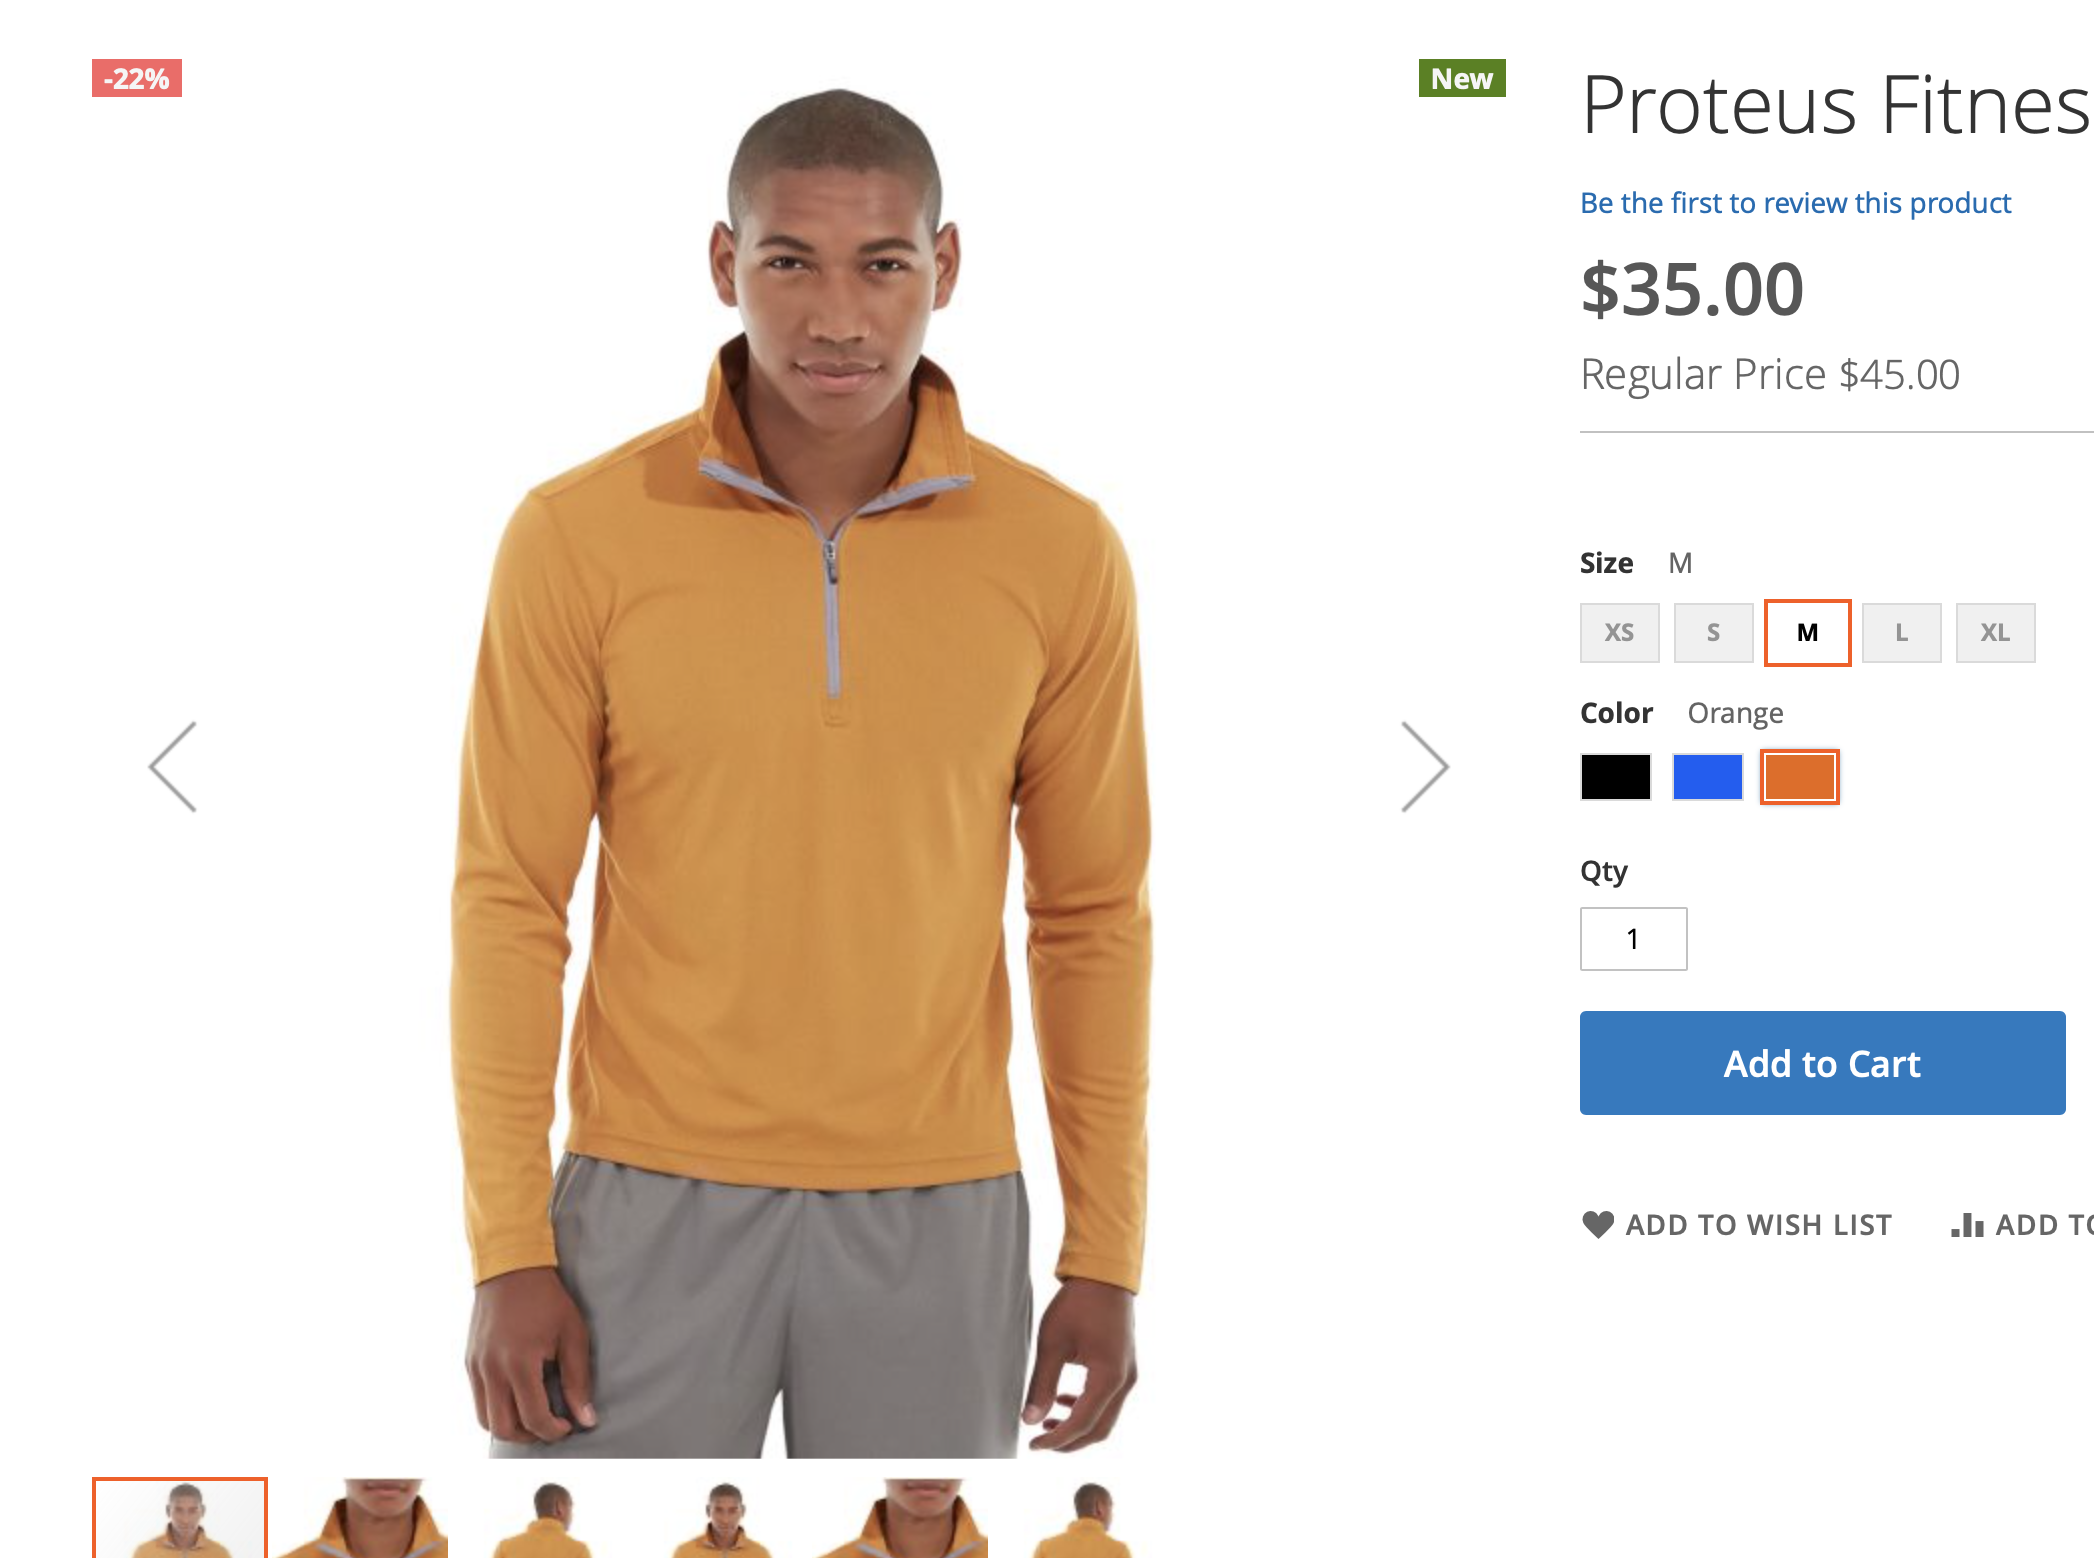 -22%
New
Proteus Fitnes
Be the first to review this product
$35.00
Regular Price $45.00
Size M
XS S M L XL
Color Orange
Qty
1
Add to Cart
ADD TO WISH LIST ADD TO